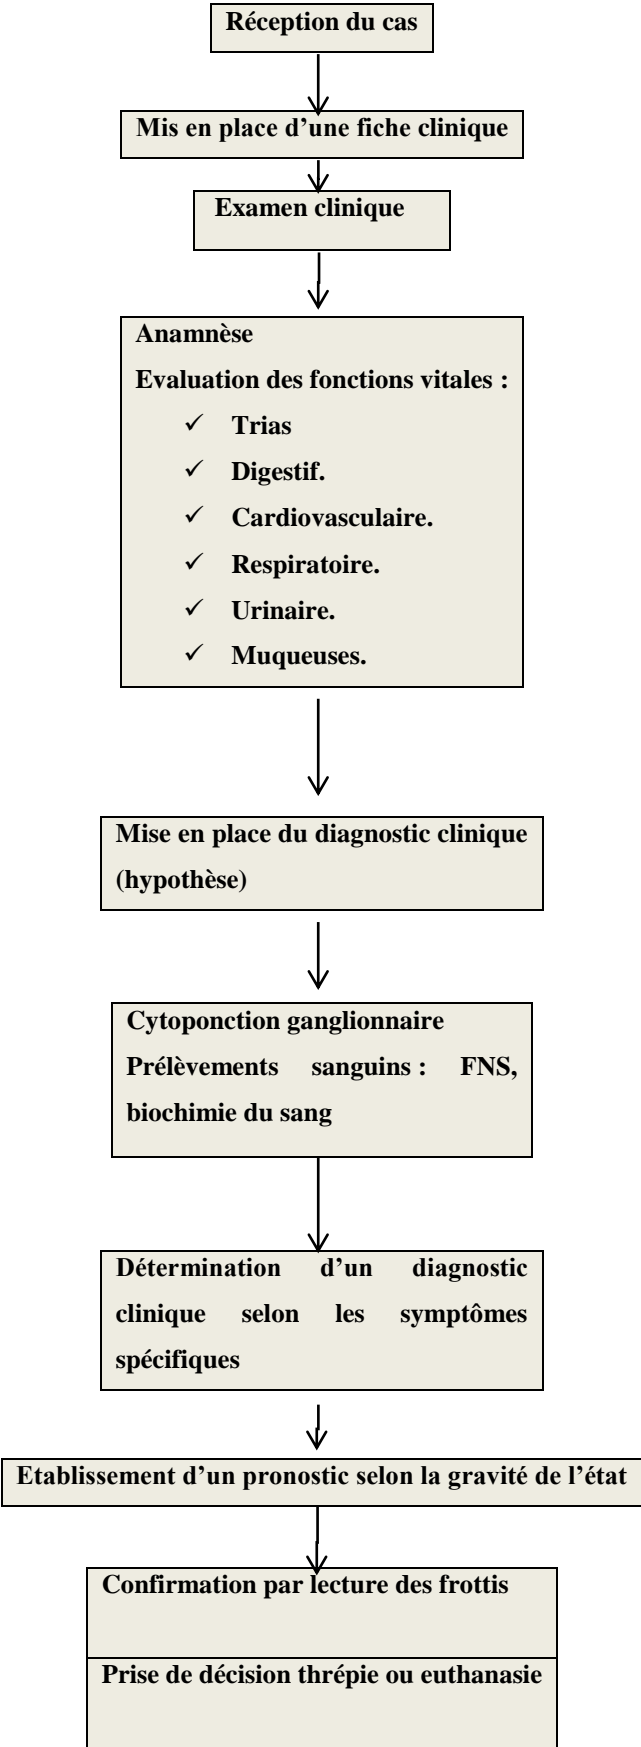 Réception du cas
Mis en place d’une fiche clinique
Examen clinique
Anamnèse
Evaluation des fonctions vitales :
✓ Trias
✓ Digestif.
✓ Cardiovasculaire.
✓ Respiratoire.
✓ Urinaire.
✓ Muqueuses.
Mise en place du diagnostic clinique
(hypothèse)
Cytoponction ganglionnaire
Prélèvements sanguins : FNS,
biochimie du sang
Détermination d’un diagnostic
clinique selon les symptômes
spécifiques
Etablissement d’un pronostic selon la gravité de l’état
Confirmation par lecture des frottis
Prise de décision thrépie ou euthanasie